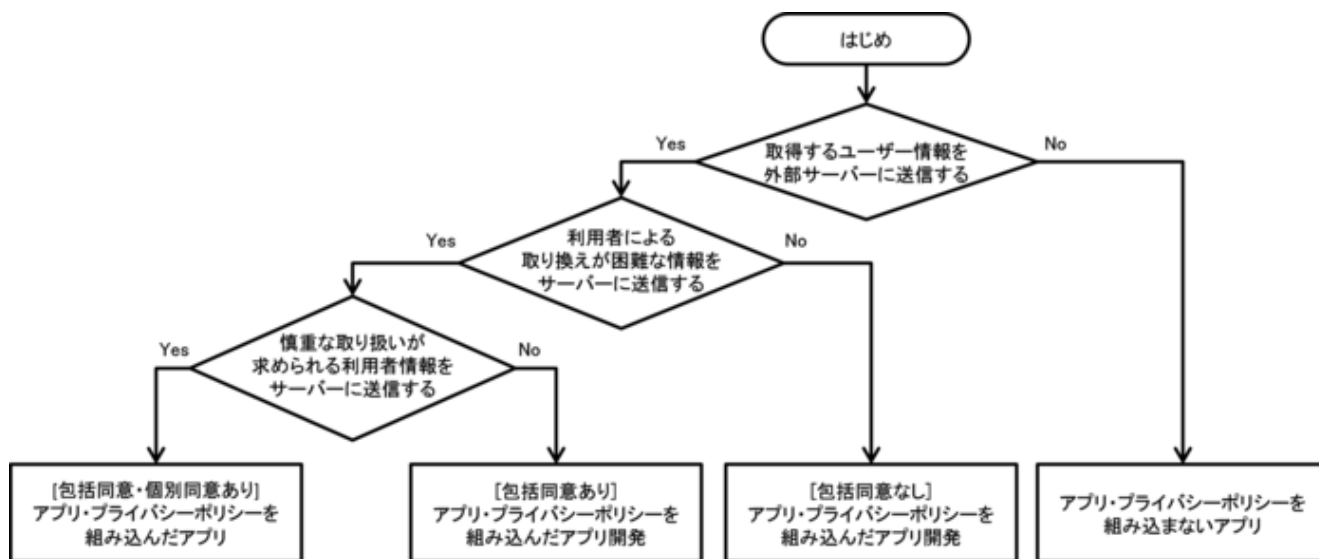 はじめ
Yes
取得するユーザー情報を
外部サーバーに送信する
No
Yes
利用者による
取り換えが困難な情報を
サーバーに送信する
No
Yes
慎重な取り扱いが
求められる利用者情報を
サーバーに送信する
No
[包括同意・個別同意あり]
アプリ・プライバシーポリシーを
組み込んだアプリ
[包括同意あり]
アプリ・プライバシーポリシーを
組み込んだアプリ開発
[包括同意なし]
アプリ・プライバシーポリシーを
組み込んだアプリ開発
アプリ・プライバシーポリシーを
組み込まないアプリ